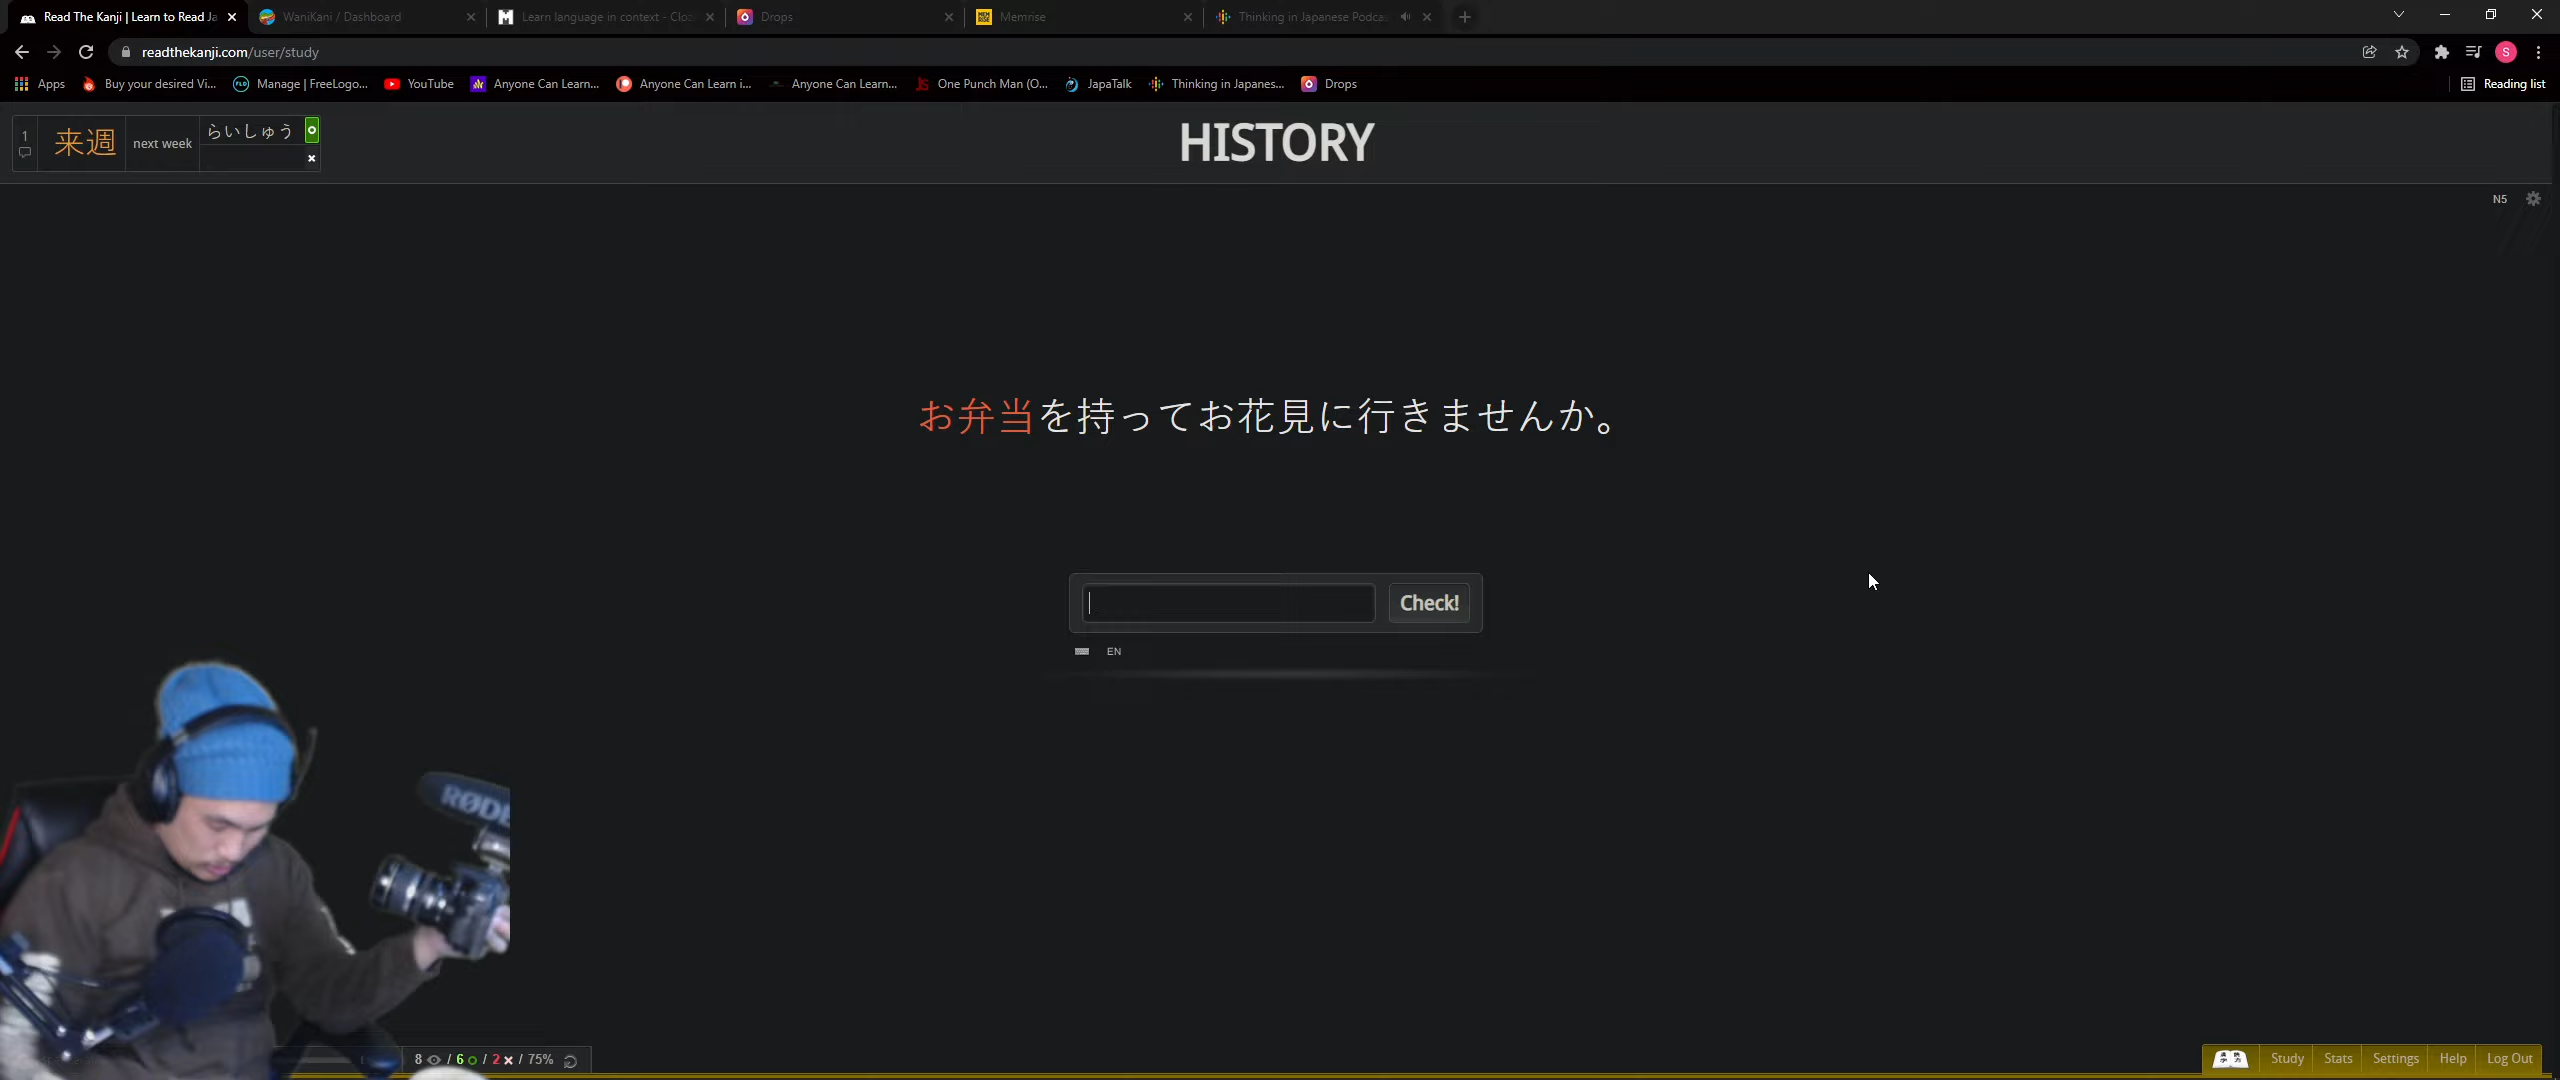 Read The Kanji | Learn to Read Ja
WaniKani / Dashboard
Learn language in context - Cloz
Drops
Memrise
Thinking in Japanese Podcas
readthekanji.com/user/study
Apps
Buy your desired Vi...
Manage | FreeLogo...
YouTube
Anyone Can Learn...
Anyone Can Learn i...
Anyone Can Learn...
One Punch Man (O...
JapaTalk
Thinking in Japanes...
Drops
Reading list
1
来週
next week
らいしゅう
HISTORY
N5
お弁当を持ってお花見に行きませんか。
Check!
EN
RØDE
8 / 6 / 2 / 75%
Study
Stats
Settings
Help
Log Out